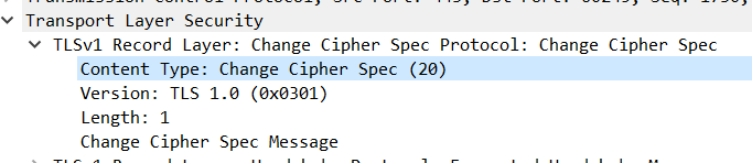 Transport Layer Security
TLSv1 Record Layer: Change Cipher Spec Protocol: Change Cipher Spec
Content Type: Change Cipher Spec (20)
Version: TLS 1.0 (0x0301)
Length: 1
Change Cipher Spec Message